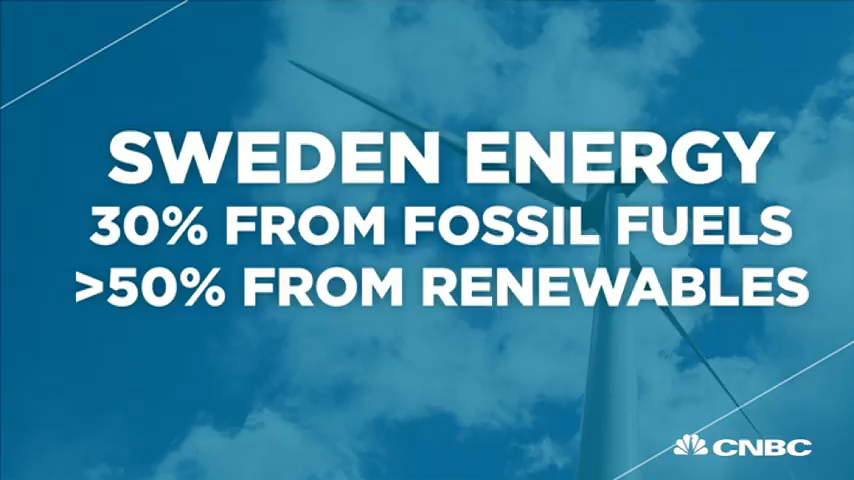 SWEDEN ENERGY
30% FROM FOSSIL FUELS
>50% FROM RENEWABLES
CNBC